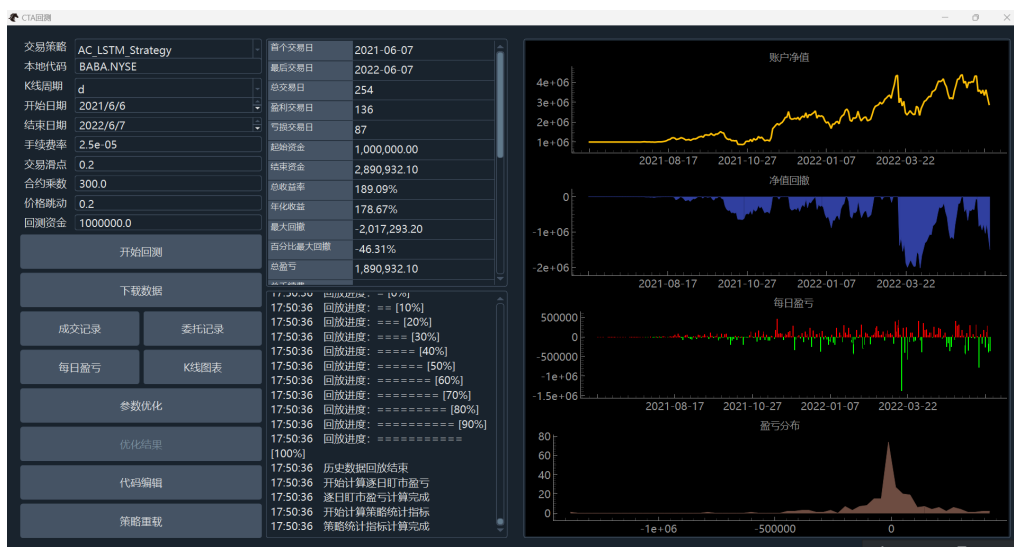 CTA回测
交易策略 AC_LSTM_Strategy
本地代码 BABA.NYSE
K线周期 d
开始日期 2021/6/6
结束日期 2022/6/7
手续费率 2.5e-05
交易滑点 0.2
合约乘数 300.0
价格跳动 0.2
回测资金 1000000.0
开始回测
下载数据
成交记录 委托记录
每日盈亏 K线图表
参数优化
优化结果
代码编辑
策略重载
首个交易日 2021-06-07
最后交易日 2022-06-07
总交易日 254
盈利交易日 136
亏损交易日 87
起始资金 1,000,000.00
结束资金 2,890,932.10
总收益率 189.09%
年化收益 178.67%
最大回撤 -2,017,293.20
百分比最大回撤 -46.31%
总盈亏 1,890,932.10
17:50:36 回放进度：= [0%]
17:50:36 回放进度：== [10%]
17:50:36 回放进度：=== [20%]
17:50:36 回放进度：==== [30%]
17:50:36 回放进度：===== [40%]
17:50:36 回放进度：====== [50%]
17:50:36 回放进度：======= [60%]
17:50:36 回放进度：======== [70%]
17:50:36 回放进度：========= [80%]
17:50:36 回放进度：========== [90%]
17:50:36 回放进度：===========
[100%]
17:50:36 历史数据回放结束
17:50:36 开始计算逐日盯市盈亏
17:50:36 逐日盯市盈亏计算完成
17:50:36 开始计算策略统计指标
17:50:36 策略统计指标计算完成
账户净值
4e+06
3e+06
2e+06
1e+06
2021-08-17 2021-10-27 2022-01-07 2022-03-22
净值回撤
0
-1e+06
-2e+06
2021-08-17 2021-10-27 2022-01-07 2022-03-22
每日盈亏
500000
0
-500000
-1e+06
-1.5e+06
2021-08-17 2021-10-27 2022-01-07 2022-03-22
盈亏分布
80
60
40
20
0
-1e+06 -500000 0